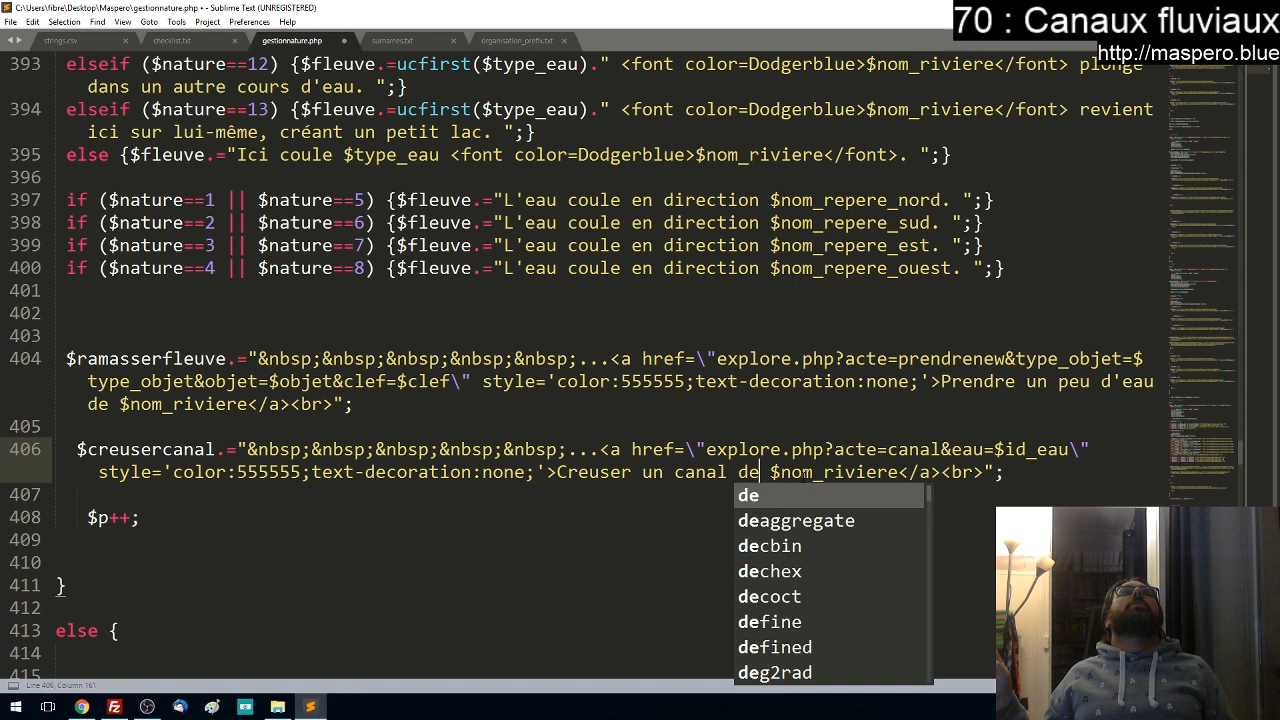 C:\Users\fibre\Desktop\Maspero\gestionnature.php • - Sublime Text (UNREGISTERED)
70 : Canaux fluviaux
http://maspero.blue
File Edit Selection Find View Goto Tools Project Preferences Help
strings.csv checklist.txt gestionnature.php surnames.txt organisation_prefix.txt
393 elseif ($nature==12) {$fleuve.=ucfirst($type_eau)." <font color=Dodgerblue>$nom_riviere</font> plonge
dans un autre cours d'eau. ";}
394 elseif ($nature==13) {$fleuve.=ucfirst($type_eau)." <font color=Dodgerblue>$nom_riviere</font> revient
ici sur lui-même, créant un petit lac. ";}
395 else {$fleuve.="Ici coule $type_eau <font color=Dodgerblue>$nom_riviere</font>. ";}
396
397 if ($nature==1 || $nature==5) {$fleuve.="L'eau coule en direction $nom_repere_nord. ";}
398 if ($nature==2 || $nature==6) {$fleuve.="L'eau coule en direction $nom_repere_sud. ";}
399 if ($nature==3 || $nature==7) {$fleuve.="L'eau coule en direction $nom_repere_est. ";}
400 if ($nature==4 || $nature==8) {$fleuve.="L'eau coule en direction $nom_repere_ouest. ";}
401
402
403
404 $ramasserfleuve.="&nbsp;&nbsp;&nbsp;&nbsp;&nbsp;...<a href=\"explore.php?acte=prendrenew&type_objet=$
type_objet&objet=$objet&clef=$clef\" style='color:555555;text-decoration:none;'>Prendre un peu d'eau
de $nom_riviere</a><br>";
405
406 $creusercanal.="&nbsp;&nbsp;&nbsp;&nbsp;&nbsp;...<a href=\"explore.php?acte=canal&eau=$id_eau\"
style='color:555555;text-decoration:none;'>Creuser un canal de $nom_riviere</a><br>";
407
de
408 $p++;
deaggregate
409
decbin
410
dechex
411 }
decoct
412
define
413 else {
defined
414
deg2rad
415
Line 406, Column 161